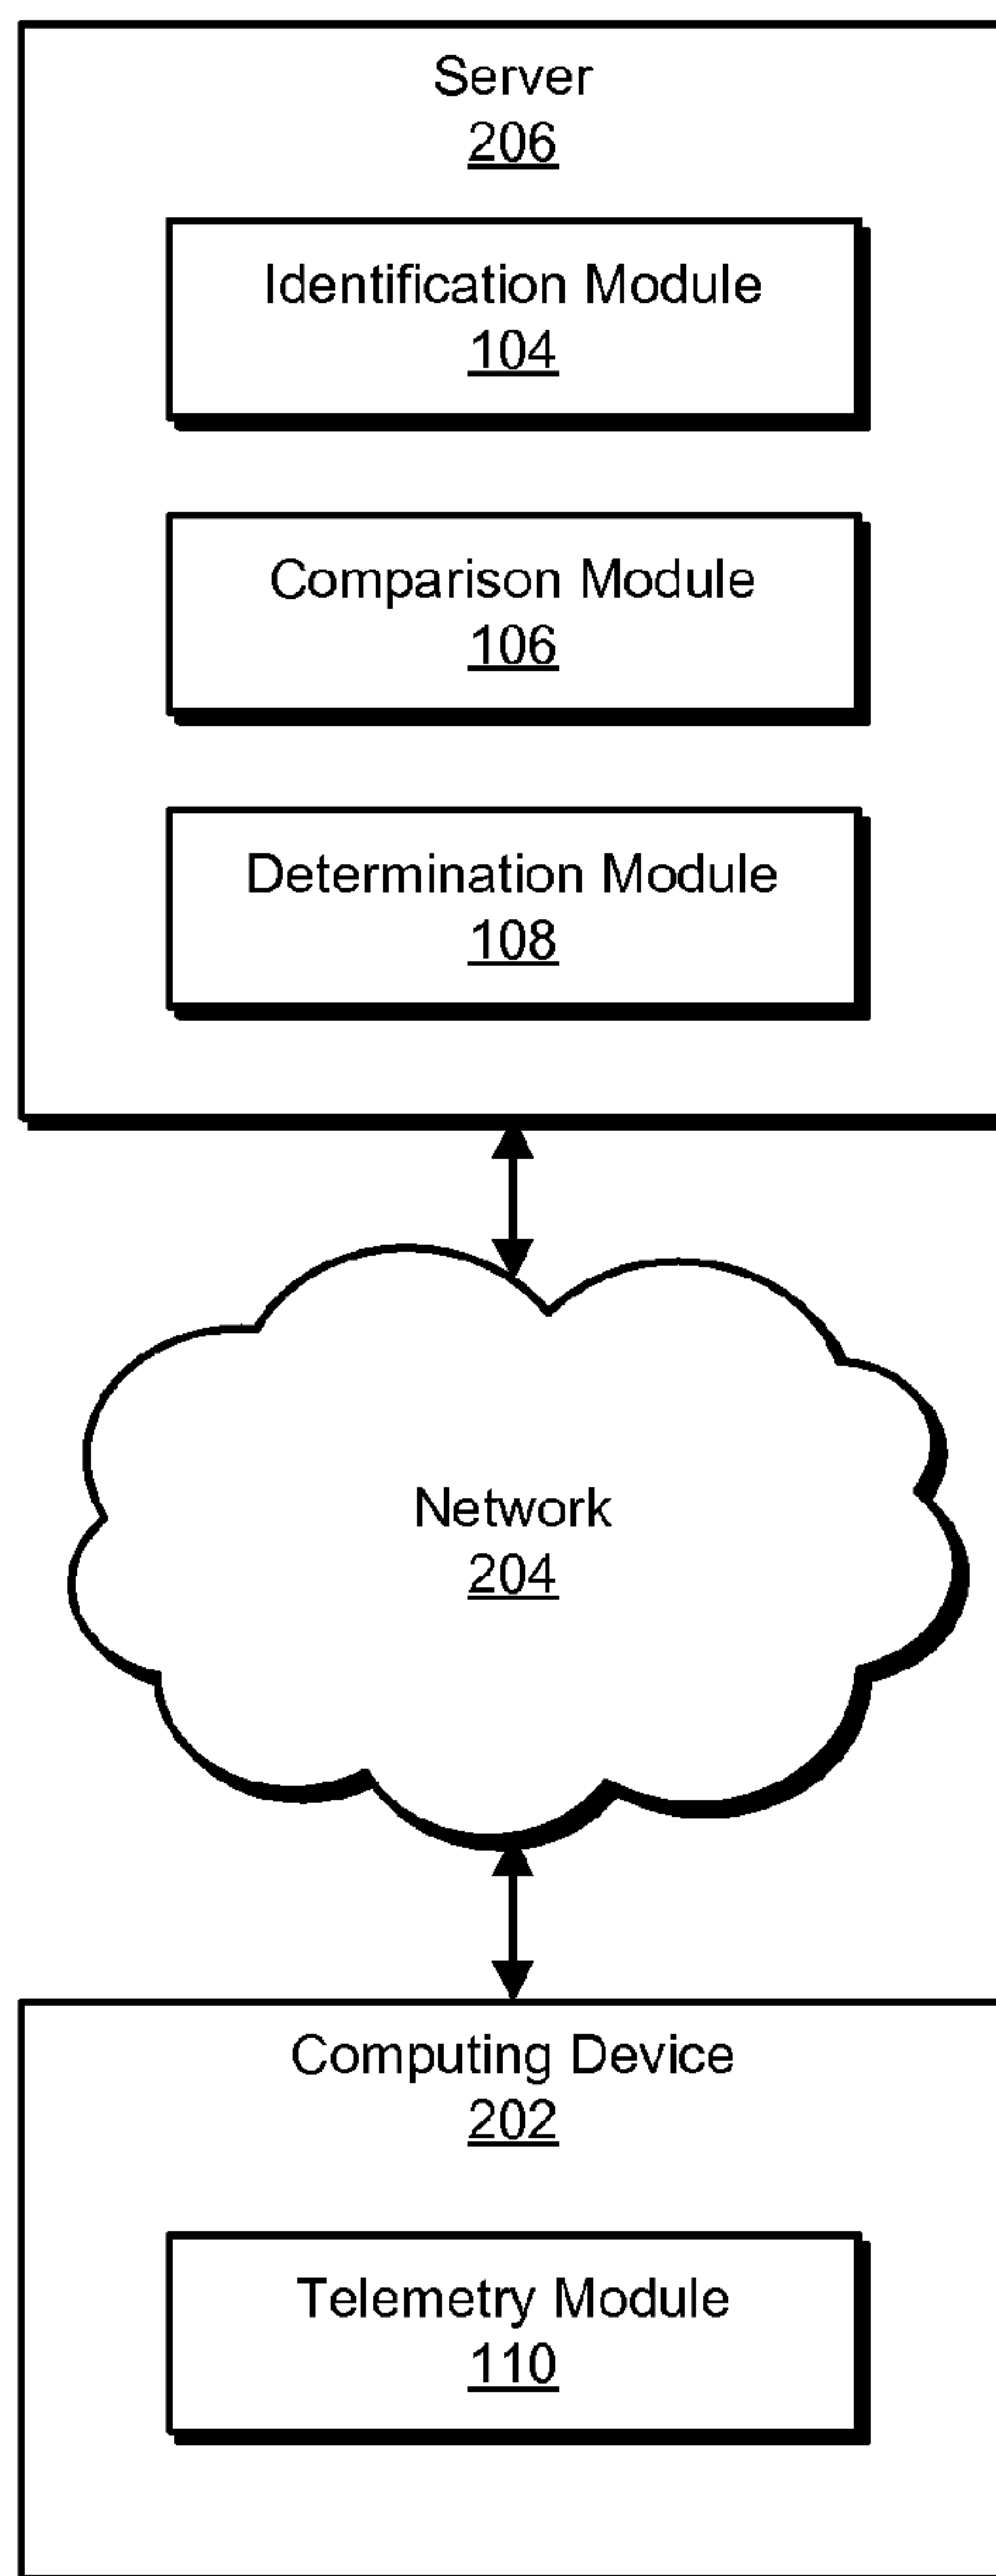 Server
206
Identification Module
104
Comparison Module
106
Determination Module
108
Network
204
Computing Device
202
Telemetry Module
110